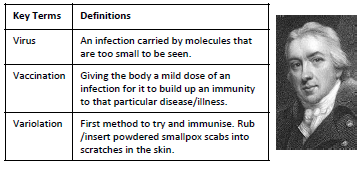 Key Terms Definitions
Virus An infection carried by molecules that
are too small to be seen.
Vaccination Giving the body a mild dose of an
infection for it to build up an immunity
to that particular disease/illness.
Variolation First method to try and immunise. Rub
/insert powdered smallpox scabs into
scratches in the skin.